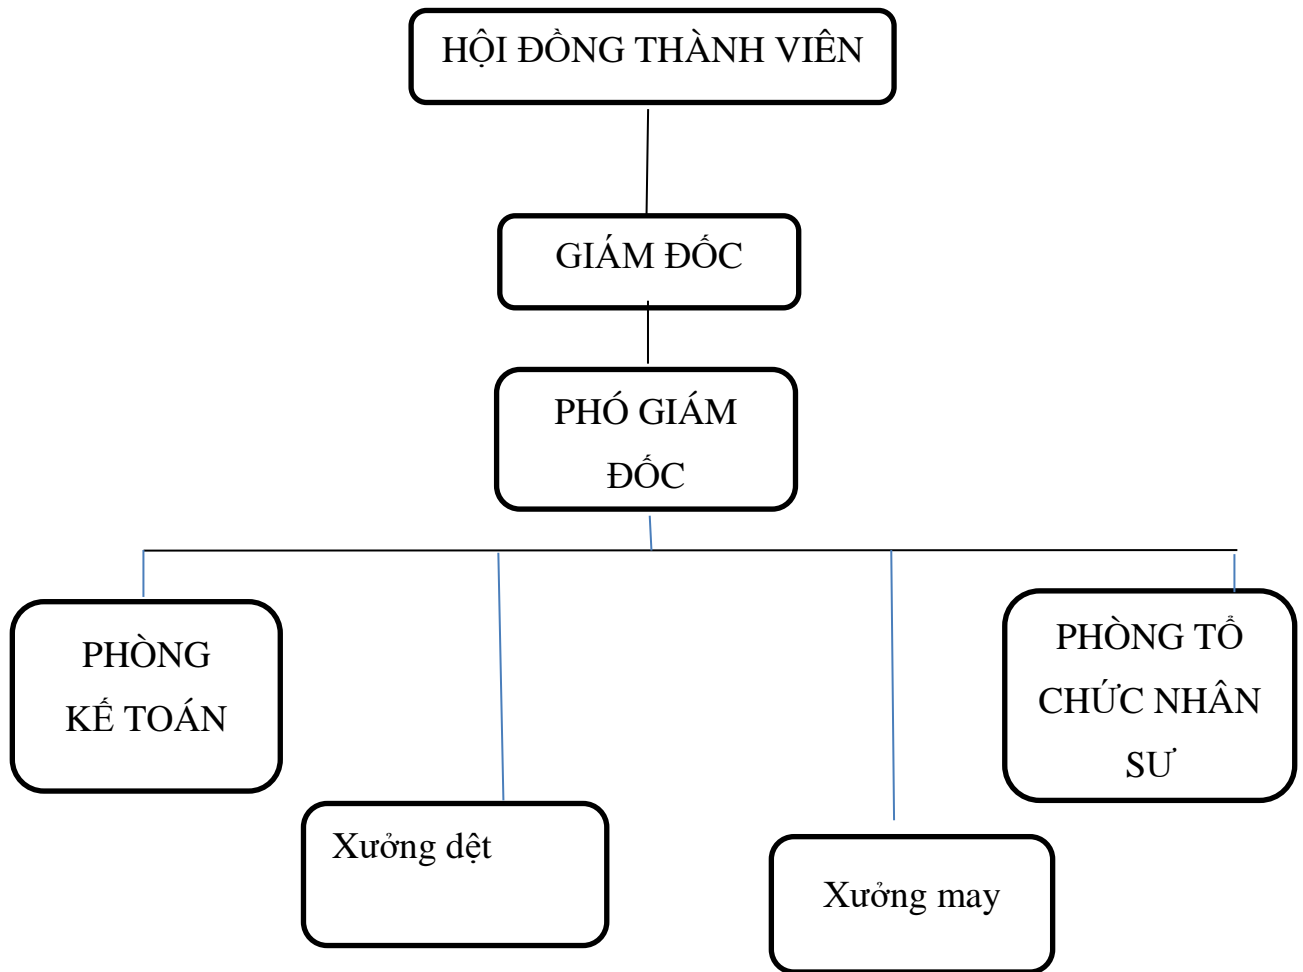 HỘI ĐỒNG THÀNH VIÊN
GIÁM ĐỐC
PHÓ GIÁM
ĐỐC
PHÒNG
KẾ TOÁN
PHÒNG TỔ
CHỨC NHÂN
SƯ
Xưởng dệt
Xưởng may